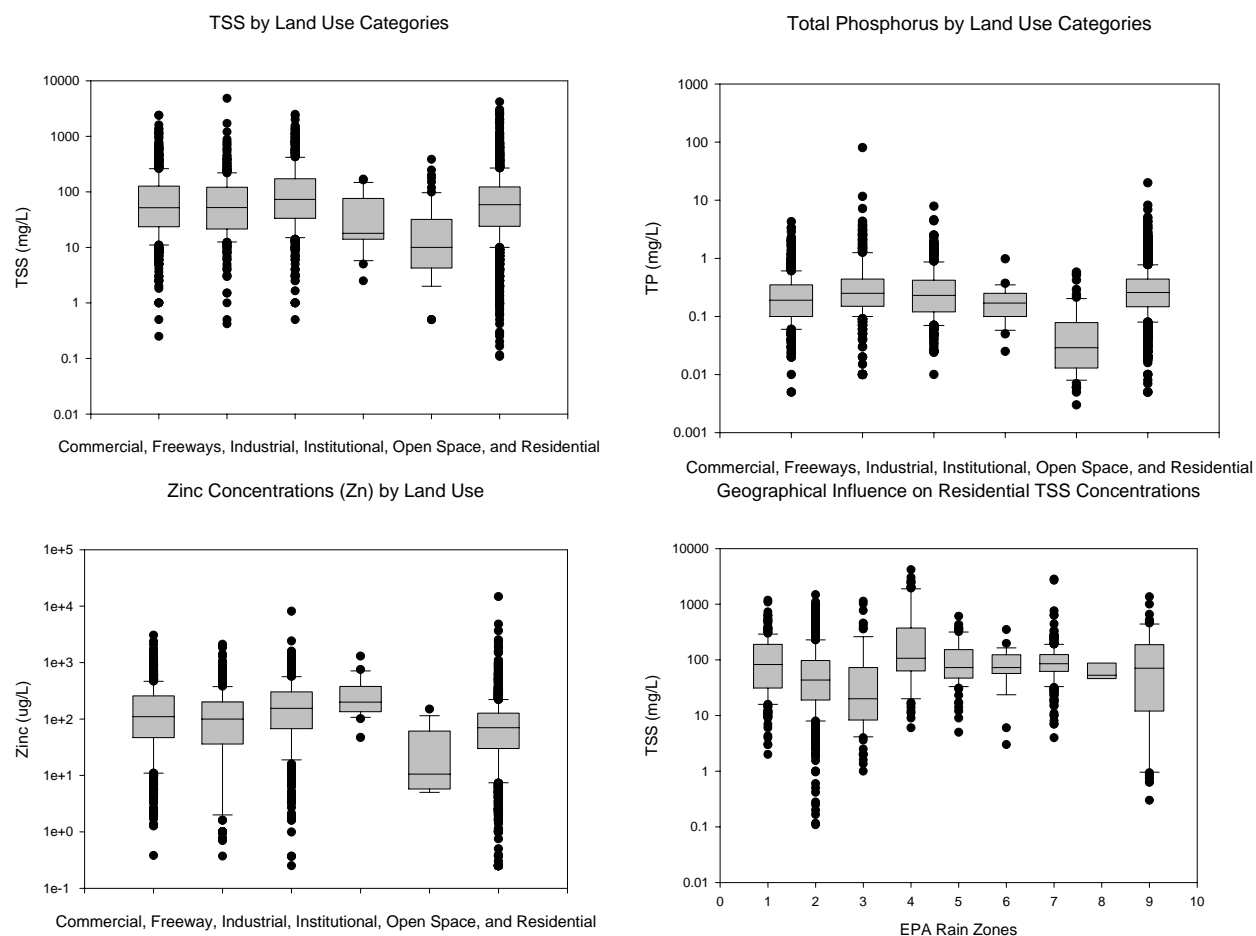 TSS by Land Use Categories
TSS (mg/L)
10000
1000
100
10
1
0.1
0.01
Commercial, Freeways, Industrial, Institutional, Open Space, and Residential
Total Phosphorus by Land Use Categories
TP (mg/L)
1000
100
10
1
0.1
0.01
0.001
Commercial, Freeways, Industrial, Institutional, Open Space, and Residential
Zinc Concentrations (Zn) by Land Use
Zinc (ug/L)
1e+5
1e+4
1e+3
1e+2
1e+1
1e+0
1e-1
Commercial, Freeway, Industrial, Institutional, Open Space, and Residential
Geographical Influence on Residential TSS Concentrations
TSS (mg/L)
10000
1000
100
10
1
0.1
0.01
0 1 2 3 4 5 6 7 8 9 10
EPA Rain Zones